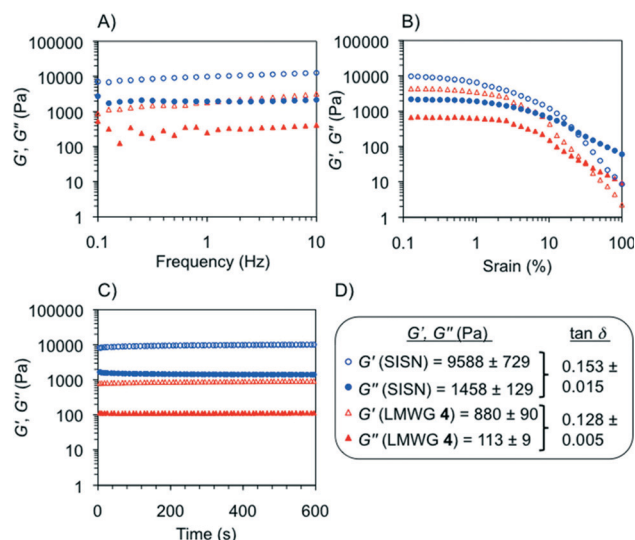 A)
100000
10000
1000
100
10
1
G', G'' (Pa)
0.1 1 10
Frequency (Hz)
B)
100000
10000
1000
100
10
1
G', G'' (Pa)
0.1 1 10 100
Srain (%)
C)
100000
10000
1000
100
10
1
G', G'' (Pa)
0 200 400 600
Time (s)
D)
G', G'' (Pa) tan δ
G' (SISN) = 9588 ± 729
G'' (SISN) = 1458 ± 129
0.153 ±
0.015
G' (LMWG 4) = 880 ± 90
G'' (LMWG 4) = 113 ± 9
0.128 ±
0.005